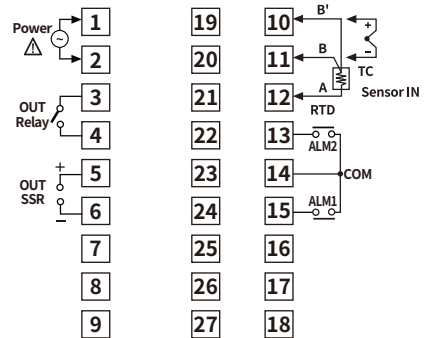 Power
~
1
2
OUT
Relay
3
4
OUT
SSR
+
−
5
6
7
8
9
19
20
21
22
23
24
25
26
27
10
11
12
13
14
15
16
17
18
B'
B
A
RTD
+
−
TC
Sensor IN
ALM2
COM
ALM1